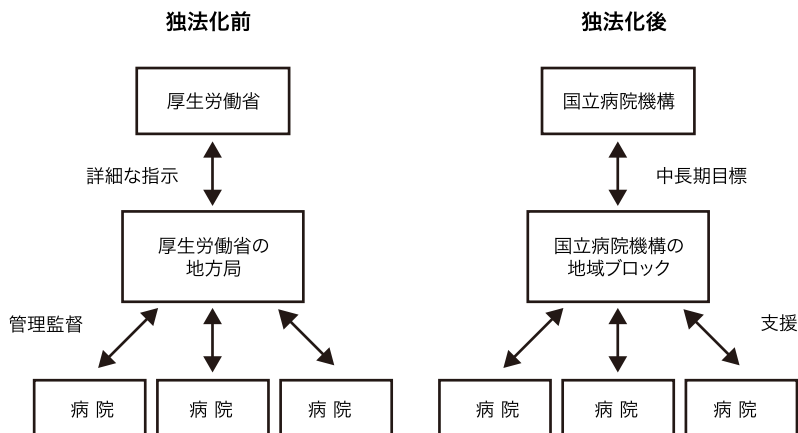 独法化前
厚生労働省
詳細な指示
厚生労働省の
地方局
管理監督
病 院
病 院
病 院
独法化後
国立病院機構
中長期目標
国立病院機構の
地域ブロック
支援
病 院
病 院
病 院